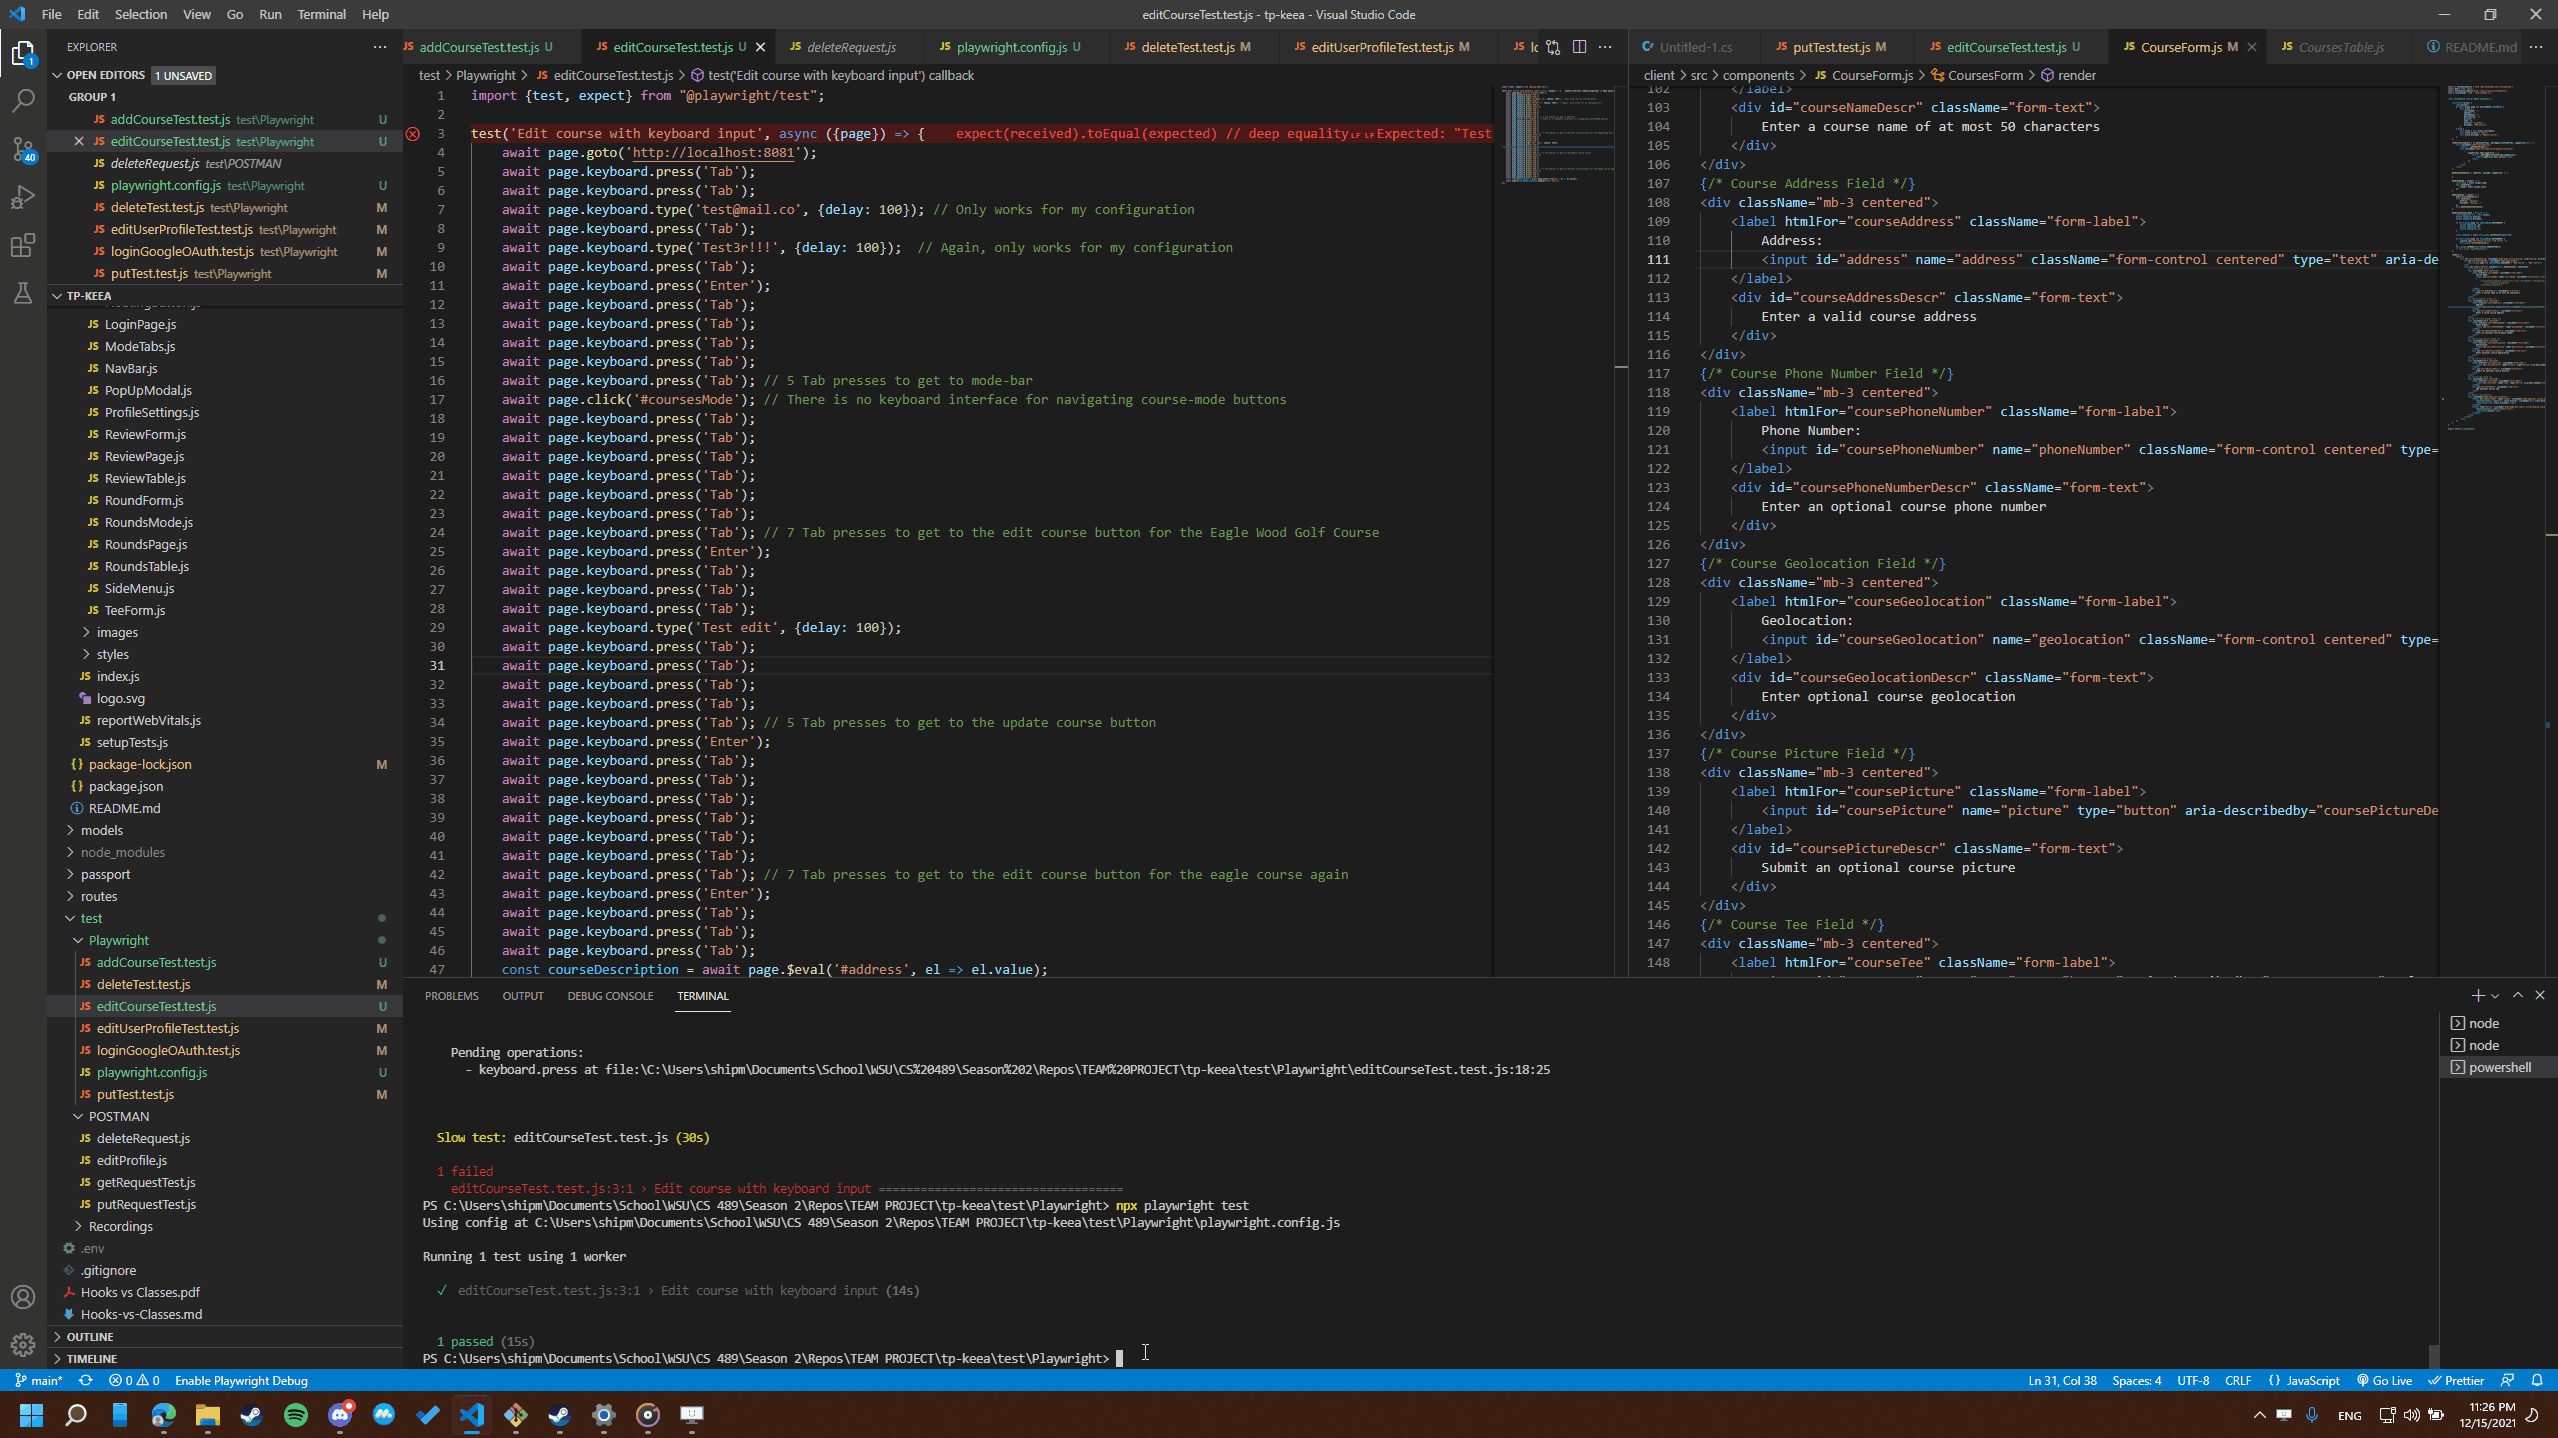 File Edit Selection View Go Run Terminal Help
editCourseTest.test.js - tp-keea - Visual Studio Code
EXPLORER
OPEN EDITORS 1 UNSAVED
GROUP 1
JS addCourseTest.test.js test\Playwright U
JS editCourseTest.test.js test\Playwright U
JS deleteRequest.js test\POSTMAN
playwright.config.js test\Playwright U
JS deleteTest.test.js test\Playwright M
JS editUserProfileTest.test.js test\Playwright M
JS loginGoogleOAuth.test.js test\Playwright M
JS putTest.test.js test\Playwright M
TP-KEEA
JS LoginPage.js
JS ModeTabs.js
JS NavBar.js
JS PopUpModal.js
JS ProfileSettings.js
JS ReviewForm.js
JS ReviewPage.js
JS ReviewTable.js
JS RoundForm.js
JS RoundsMode.js
JS RoundsPage.js
JS RoundsTable.js
JS SideMenu.js
JS TeeForm.js
images
styles
JS index.js
logo.svg
JS reportWebVitals.js
JS setupTests.js
{} package-lock.json M
{} package.json
README.md
models
node_modules
passport
routes
test
Playwright
JS addCourseTest.test.js U
JS deleteTest.test.js M
JS editCourseTest.test.js U
JS editUserProfileTest.test.js M
JS loginGoogleOAuth.test.js M
JS playwright.config.js U
JS putTest.test.js M
POSTMAN
JS deleteRequest.js
JS editProfile.js
JS getRequestTest.js
JS putRequestTest.js
Recordings
.env
.gitignore
Hooks vs Classes.pdf
Hooks-vs-Classes.md
OUTLINE
TIMELINE
JS addCourseTest.test.js U JS editCourseTest.test.js U JS deleteRequest.js JS playwright.config.js U JS deleteTest.test.js M JS editUserProfileTest.test.js M JS
test > Playwright > JS editCourseTest.test.js > test('Edit course with keyboard input') callback
1 import {test, expect} from "@playwright/test";
2
3 test('Edit course with keyboard input', async ({page}) => { expect(received).toEqual(expected) // deep equality Expected: "Test
4 await page.goto('http://localhost:8081');
5 await page.keyboard.press('Tab');
6 await page.keyboard.press('Tab');
7 await page.keyboard.type('test@mail.co', {delay: 100}); // Only works for my configuration
8 await page.keyboard.press('Tab');
9 await page.keyboard.type('Test3r!!!', {delay: 100}); // Again, only works for my configuration
10 await page.keyboard.press('Tab');
11 await page.keyboard.press('Enter');
12 await page.keyboard.press('Tab');
13 await page.keyboard.press('Tab');
14 await page.keyboard.press('Tab');
15 await page.keyboard.press('Tab');
16 await page.keyboard.press('Tab'); // 5 Tab presses to get to mode-bar
17 await page.click('#coursesMode'); // There is no keyboard interface for navigating course-mode buttons
18 await page.keyboard.press('Tab');
19 await page.keyboard.press('Tab');
20 await page.keyboard.press('Tab');
21 await page.keyboard.press('Tab');
22 await page.keyboard.press('Tab');
23 await page.keyboard.press('Tab');
24 await page.keyboard.press('Tab'); // 7 Tab presses to get to the edit course button for the Eagle Wood Golf Course
25 await page.keyboard.press('Enter');
26 await page.keyboard.press('Tab');
27 await page.keyboard.press('Tab');
28 await page.keyboard.press('Tab');
29 await page.keyboard.type('Test edit', {delay: 100});
30 await page.keyboard.press('Tab');
31 await page.keyboard.press('Tab');
32 await page.keyboard.press('Tab');
33 await page.keyboard.press('Tab');
34 await page.keyboard.press('Tab'); // 5 Tab presses to get to the update course button
35 await page.keyboard.press('Enter');
36 await page.keyboard.press('Tab');
37 await page.keyboard.press('Tab');
38 await page.keyboard.press('Tab');
39 await page.keyboard.press('Tab');
40 await page.keyboard.press('Tab');
41 await page.keyboard.press('Tab');
42 await page.keyboard.press('Tab'); // 7 Tab presses to get to the edit course button for the eagle course again
43 await page.keyboard.press('Enter');
44 await page.keyboard.press('Tab');
45 await page.keyboard.press('Tab');
46 await page.keyboard.press('Tab');
47 const courseDescription = await page.$eval('#address', el => el.value);
Untitled-1.cs JS putTest.test.js M JS editCourseTest.test.js U JS CourseForm.js M JS CoursesTable.js README.md M
client > src > components > JS CourseForm.js > CoursesForm > render
102 </label>
103 <div id="courseNameDescr" className="form-text">
104 Enter a course name of at most 50 characters
105 </div>
106 </div>
107 {/* Course Address Field */}
108 <div className="mb-3 centered">
109 <label htmlFor="courseAddress" className="form-label">
110 Address:
111 <input id="address" name="address" className="form-control centered" type="text" aria-de
112 </label>
113 <div id="courseAddressDescr" className="form-text">
114 Enter a valid course address
115 </div>
116 </div>
117 {/* Course Phone Number Field */}
118 <div className="mb-3 centered">
119 <label htmlFor="coursePhoneNumber" className="form-label">
120 Phone Number:
121 <input id="coursePhoneNumber" name="phoneNumber" className="form-control centered" type=
122 </label>
123 <div id="coursePhoneNumberDescr" className="form-text">
124 Enter an optional course phone number
125 </div>
126 </div>
127 {/* Course Geolocation Field */}
128 <div className="mb-3 centered">
129 <label htmlFor="courseGeolocation" className="form-label">
130 Geolocation:
131 <input id="courseGeolocation" name="geolocation" className="form-control centered" type=
132 </label>
133 <div id="courseGeolocationDescr" className="form-text">
134 Enter optional course geolocation
135 </div>
136 </div>
137 {/* Course Picture Field */}
138 <div className="mb-3 centered">
139 <label htmlFor="coursePicture" className="form-label">
140 <input id="coursePicture" name="picture" type="button" aria-describedby="coursePictureDe
141 </label>
142 <div id="coursePictureDescr" className="form-text">
143 Submit an optional course picture
144 </div>
145 </div>
146 {/* Course Tee Field */}
147 <div className="mb-3 centered">
148 <label htmlFor="courseTee" className="form-label">
PROBLEMS OUTPUT DEBUG CONSOLE TERMINAL
Pending operations:
- keyboard.press at file:\C:\Users\shipm\Documents\School\WSU\CS%20489\Season%202\Repos\TEAM%20PROJECT\tp-keea\test\Playwright\editCourseTest.test.js:18:25
Slow test: editCourseTest.test.js (30s)
1 failed
editCourseTest.test.js:3:1 › Edit course with keyboard input ==================================
PS C:\Users\shipm\Documents\School\WSU\CS 489\Season 2\Repos\TEAM PROJECT\tp-keea\test\Playwright> npx playwright test
Using config at C:\Users\shipm\Documents\School\WSU\CS 489\Season 2\Repos\TEAM PROJECT\tp-keea\test\Playwright\playwright.config.js
Running 1 test using 1 worker
✓ editCourseTest.test.js:3:1 › Edit course with keyboard input (14s)
1 passed (15s)
PS C:\Users\shipm\Documents\School\WSU\CS 489\Season 2\Repos\TEAM PROJECT\tp-keea\test\Playwright>
node
node
powershell
main* 0 0 Enable Playwright Debug
Ln 31, Col 38 Spaces: 4 UTF-8 CRLF {} JavaScript Go Live Prettier
ENG 11:26 PM
12/15/2021